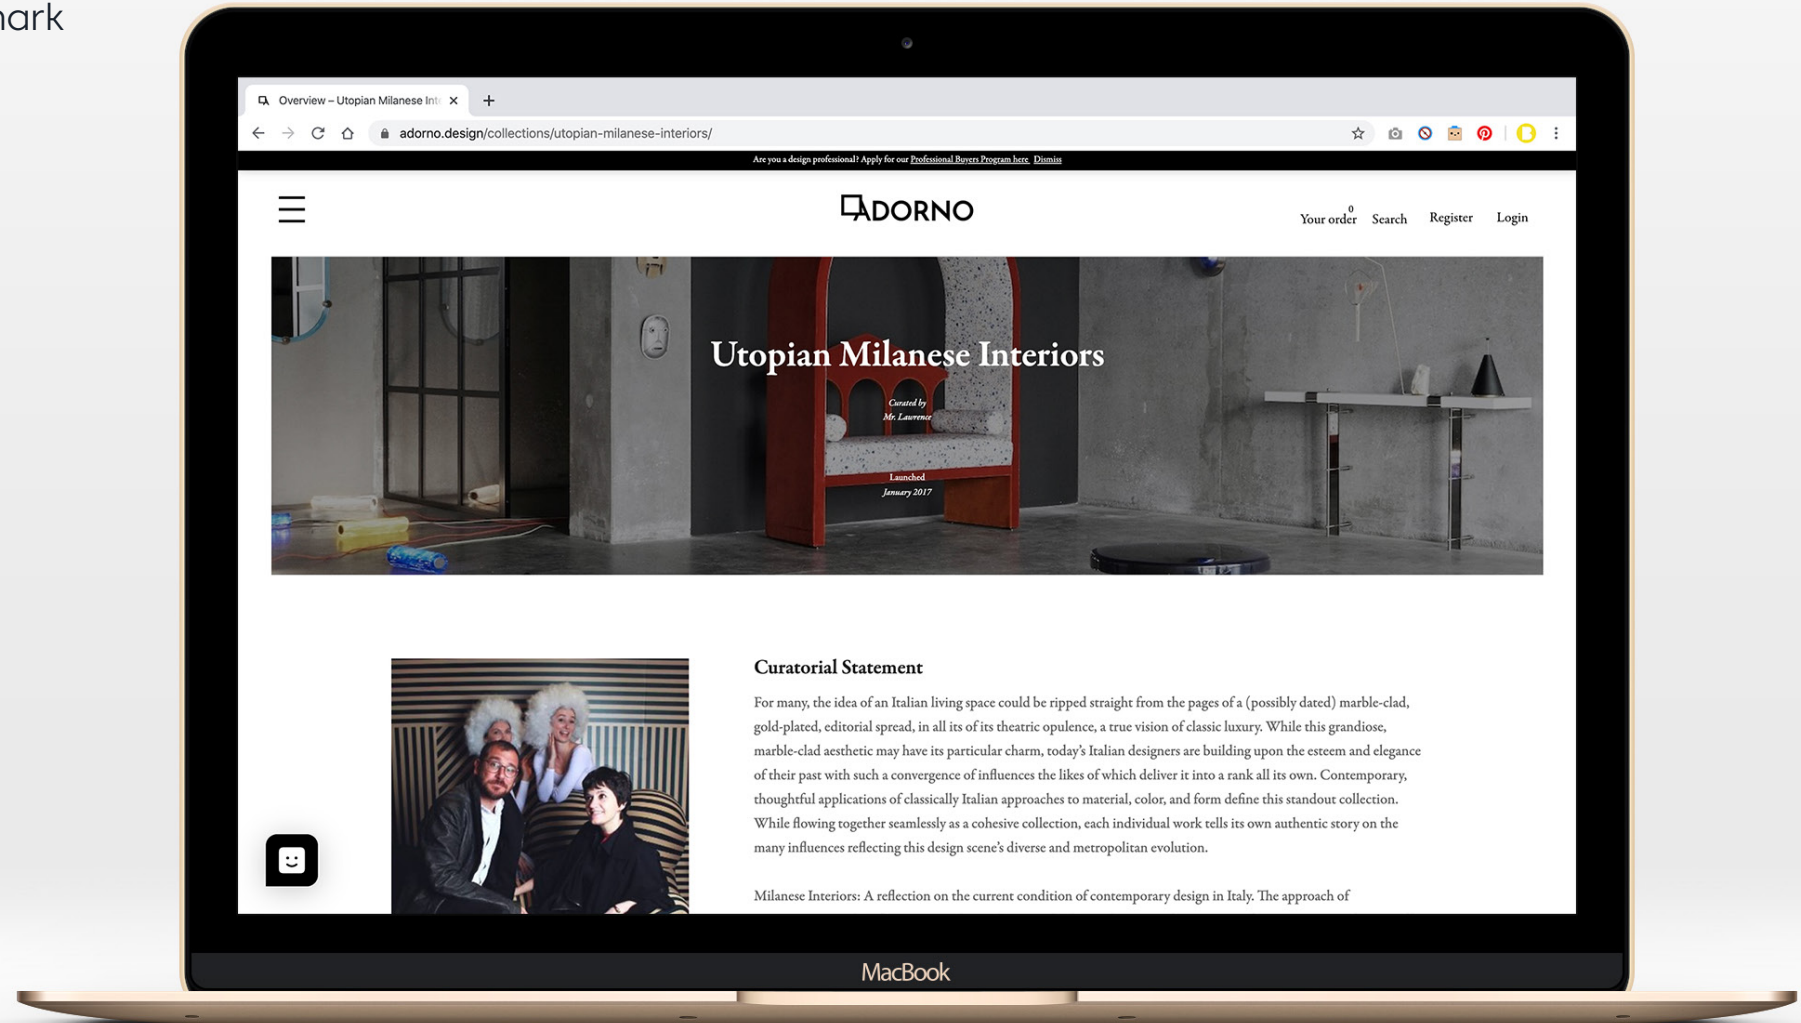 Overview – Utopian Milanese Int
adorno.design/collections/utopian-milanese-interiors/
Are you a design professional? Apply for our Professional Buyers Program here Dismiss
ADORNO
0
Your order Search Register Login
Utopian Milanese Interiors
Curated by
Mr. Lawrence
Launched
January 2017
Curatorial Statement
For many, the idea of an Italian living space could be ripped straight from the pages of a (possibly dated) marble-clad,
gold-plated, editorial spread, in all its of its theatric opulence, a true vision of classic luxury. While this grandiose,
marble-clad aesthetic may have its particular charm, today's Italian designers are building upon the esteem and elegance
of their past with such a convergence of influences the likes of which deliver it into a rank all its own. Contemporary,
thoughtful applications of classically Italian approaches to material, color, and form define this standout collection.
While flowing together seamlessly as a cohesive collection, each individual work tells its own authentic story on the
many influences reflecting this design scene's diverse and metropolitan evolution.
Milanese Interiors: A reflection on the current condition of contemporary design in Italy. The approach of
MacBook